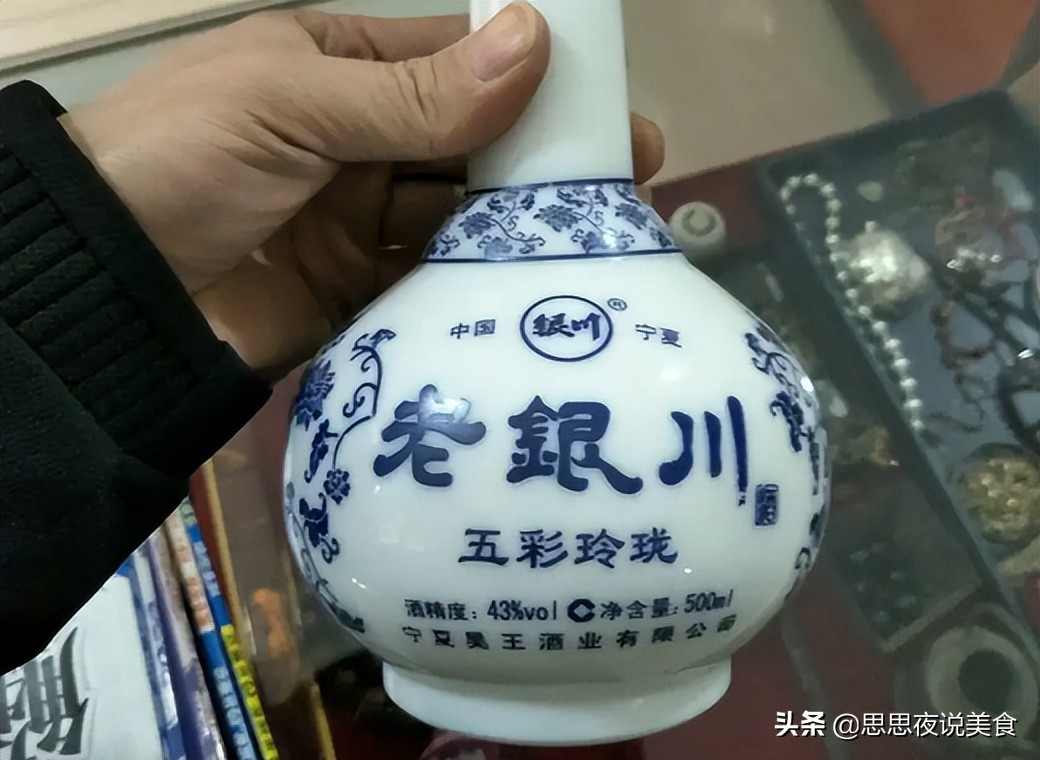 中国 银川® 宁夏
老銀川
五彩玲珑
酒精度：43%vol 净含量：500ml
宁夏昊王酒业有限公司
头条 @思思夜说美食